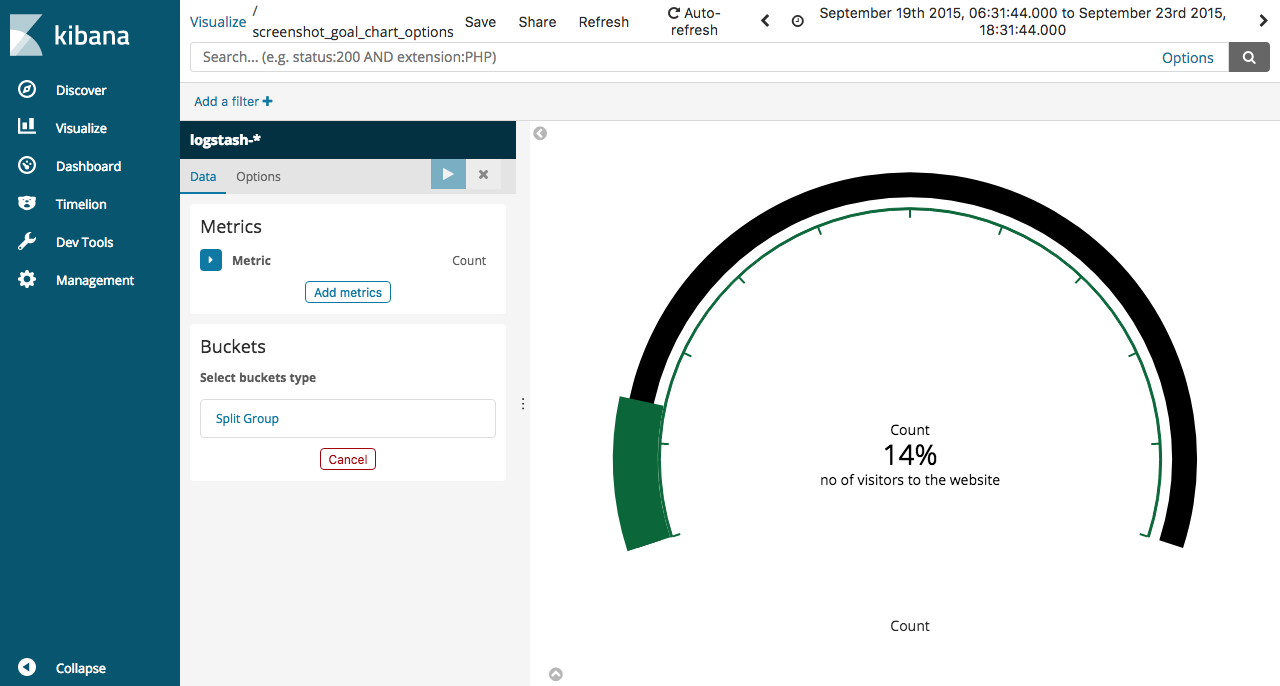 kibana
Discover
Visualize
Dashboard
Timelion
Dev Tools
Management
Collapse
Visualize / screenshot_goal_chart_options
Save
Share
Refresh
Auto-refresh
September 19th 2015, 06:31:44.000 to September 23rd 2015, 18:31:44.000
Search... (e.g. status:200 AND extension:PHP)
Options
Add a filter
logstash-*
Data
Options
Metrics
Metric
Count
Add metrics
Buckets
Select buckets type
Split Group
Cancel
Count
14%
no of visitors to the website
Count